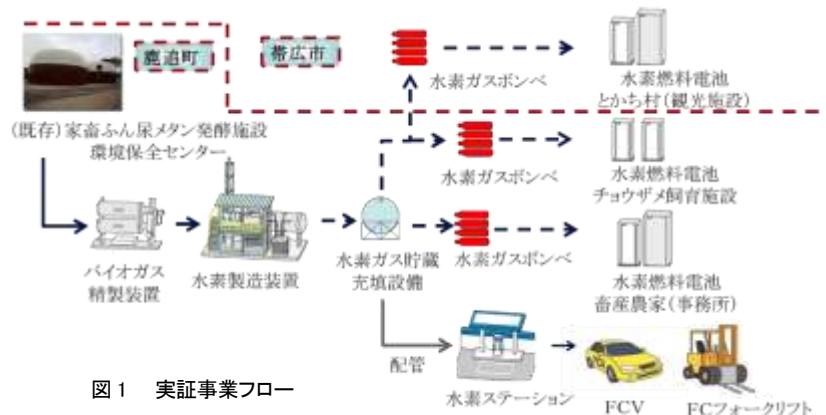 鹿追町
帯広市
水素ガスボンベ
水素燃料電池
とかち村(観光施設)
(既存)家畜ふん尿メタン発酵施設
環境保全センター
水素ガスボンベ
水素燃料電池
チョウザメ飼育施設
バイオガス
精製装置
水素製造装置
水素ガス貯蔵
充填設備
水素ガスボンベ
水素燃料電池
畜産農家(事務所)
配管
水素ステーション
FCV
FCフォークリフト
図1 実証事業フロー